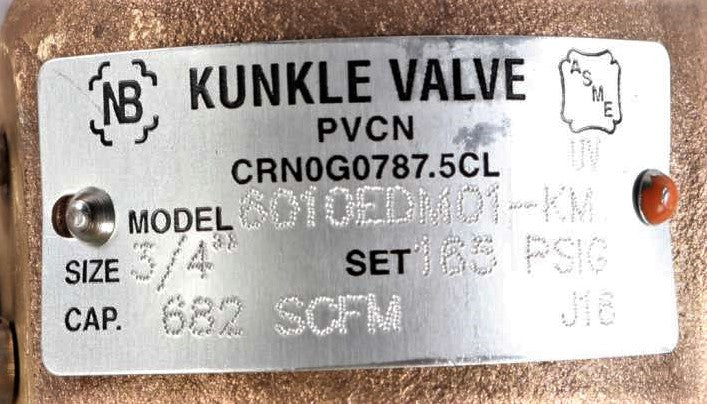 NB KUNKLE VALVE ASME
PVCN UV
CRN0G0787.5CL
MODEL 6010EDM01-KM
SIZE 3/4" SET 165 PSIG
CAP. 682 SCFM J18